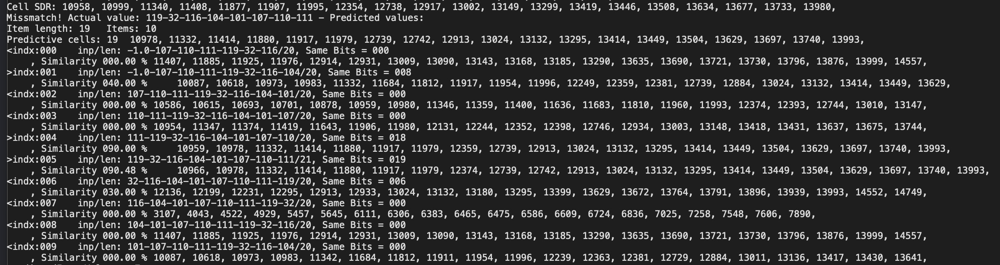 Cell SDR: 10958, 10999, 11340, 11408, 11877, 11907, 11995, 12354, 12738, 12917, 13002, 13149, 13299, 13419, 13446, 13508, 13634, 13677, 13733, 13980,
Missmatch! Actual value: 119-32-116-104-101-107-110-111 - Predicted values:
Item length: 19   Items: 10
Predictive cells: 19  10978, 11332, 11414, 11880, 11917, 11979, 12739, 12742, 12913, 13024, 13132, 13295, 13414, 13449, 13504, 13629, 13697, 13740, 13993,
<indx:000    inp/len: -1.0-107-110-111-119-32-116/20, Same Bits = 000
, Similarity 000.00 % 11407, 11885, 11925, 11976, 12914, 12931, 13009, 13090, 13143, 13168, 13185, 13290, 13635, 13690, 13721, 13730, 13796, 13876, 13999, 14557,
>indx:001    inp/len: -1.0-107-110-111-119-32-116-104/20, Same Bits = 008
, Similarity 040.00 %     10087, 10618, 10973, 10983, 11332, 11684, 11812, 11917, 11954, 11996, 12249, 12359, 12381, 12739, 12884, 13024, 13132, 13414, 13449, 13629,
<indx:002    inp/len: 107-110-111-119-32-116-104-101/20, Same Bits = 000
, Similarity 000.00 % 10586, 10615, 10693, 10701, 10878, 10959, 10980, 11346, 11359, 11400, 11636, 11683, 11810, 11960, 11993, 12374, 12393, 12744, 13010, 13147,
<indx:003    inp/len: 110-111-119-32-116-104-101-107/20, Same Bits = 000
, Similarity 000.00 % 10954, 11347, 11374, 11419, 11643, 11906, 11980, 12131, 12244, 12352, 12398, 12746, 12934, 13003, 13148, 13418, 13431, 13637, 13675, 13744,
>indx:004    inp/len: 111-119-32-116-104-101-107-110/20, Same Bits = 018
, Similarity 090.00 %     10959, 10978, 11332, 11414, 11880, 11917, 11979, 12359, 12739, 12913, 13024, 13132, 13295, 13414, 13449, 13504, 13629, 13697, 13740, 13993,
>indx:005    inp/len: 119-32-116-104-101-107-110-111/21, Same Bits = 019
, Similarity 090.48 %     10966, 10978, 11332, 11414, 11880, 11917, 11979, 12374, 12739, 12742, 12913, 13024, 13132, 13295, 13414, 13449, 13504, 13629, 13697, 13740, 13993,
<indx:006    inp/len: 32-116-104-101-107-110-111-119/20, Same Bits = 006
, Similarity 030.00 % 12136, 12199, 12231, 12295, 12913, 12933, 13024, 13132, 13180, 13295, 13399, 13629, 13672, 13764, 13791, 13896, 13939, 13993, 14552, 14749,
<indx:007    inp/len: 116-104-101-107-110-111-119-32/20, Same Bits = 000
, Similarity 000.00 % 3107, 4043, 4522, 4929, 5457, 5645, 6111, 6306, 6383, 6465, 6475, 6586, 6609, 6724, 6836, 7025, 7258, 7548, 7606, 7890,
<indx:008    inp/len: 104-101-107-110-111-119-32-116/20, Same Bits = 000
, Similarity 000.00 % 11407, 11885, 11925, 11976, 12914, 12931, 13009, 13090, 13143, 13168, 13185, 13290, 13635, 13690, 13721, 13730, 13796, 13876, 13999, 14557,
<indx:009    inp/len: 101-107-110-111-119-32-116-104/20, Same Bits = 000
, Similarity 000.00 % 10087, 10618, 10973, 10983, 11342, 11684, 11812, 11911, 11954, 11996, 12239, 12363, 12381, 12729, 12884, 13011, 13136, 13417, 13430, 13641,